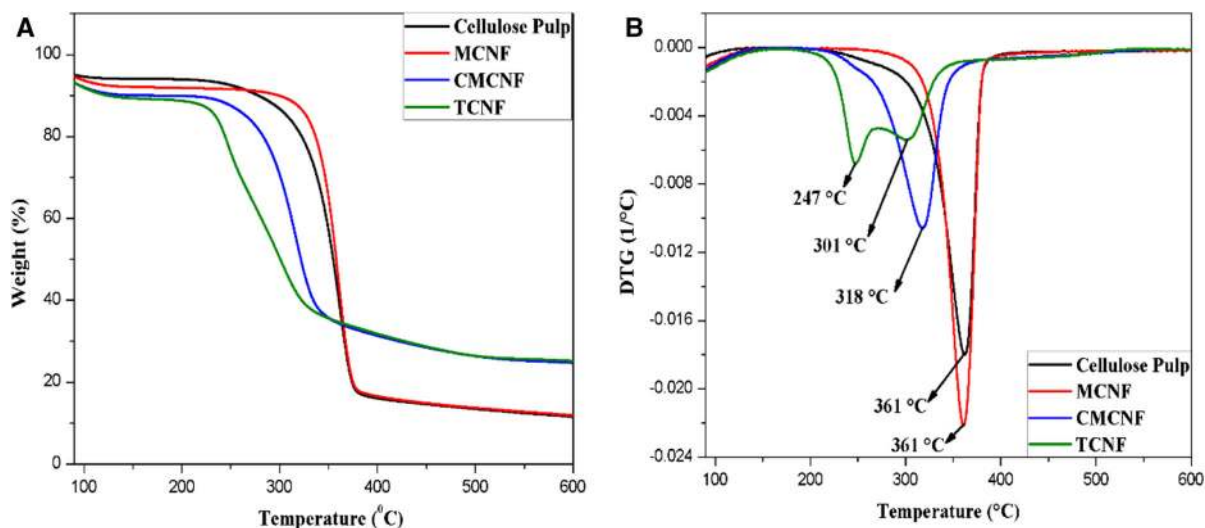 A
Cellulose Pulp
MCNF
CMCNF
TCNF
100
80
60
40
20
0
Weight (%)
100
200
300
400
500
600
Temperature (⁰C)
B
0.000
-0.004
-0.008
-0.012
-0.016
-0.020
-0.024
DTG (1/°C)
247 °C
301 °C
318 °C
361 °C
361 °C
Cellulose Pulp
MCNF
CMCNF
TCNF
100
200
300
400
500
600
Temperature (°C)